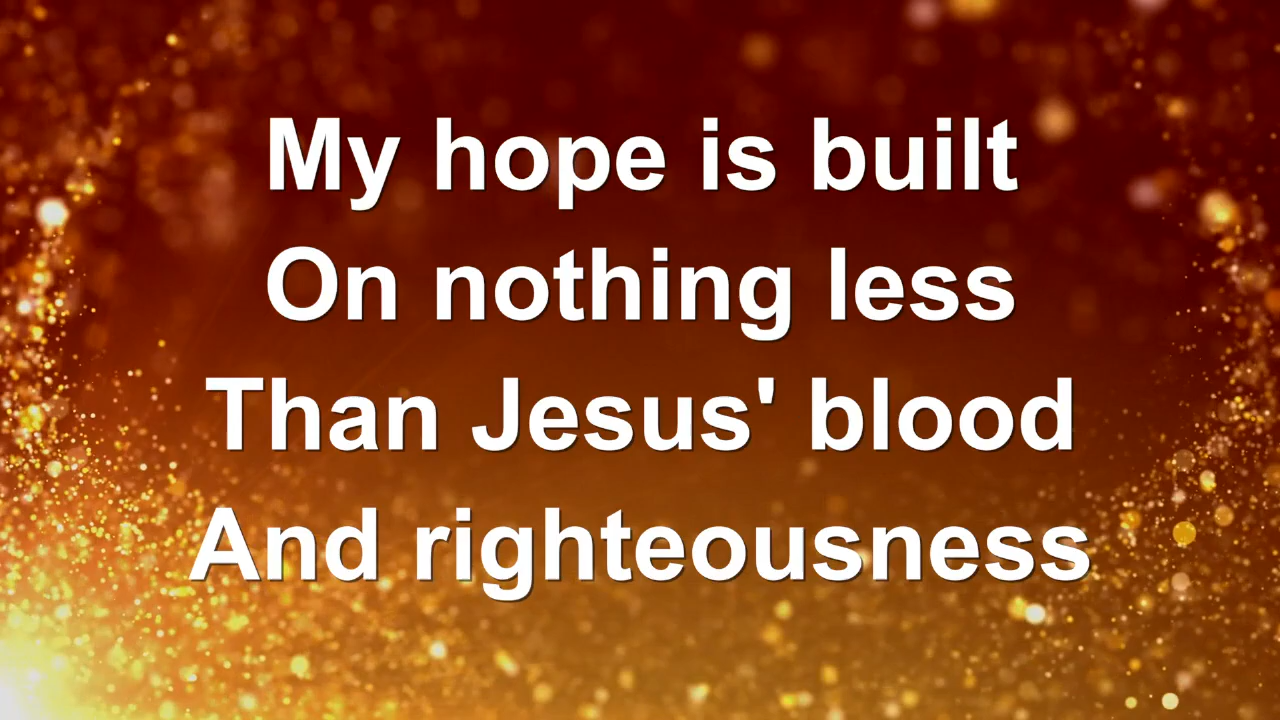 My hope is built
On nothing less
Than Jesus' blood
And righteousness